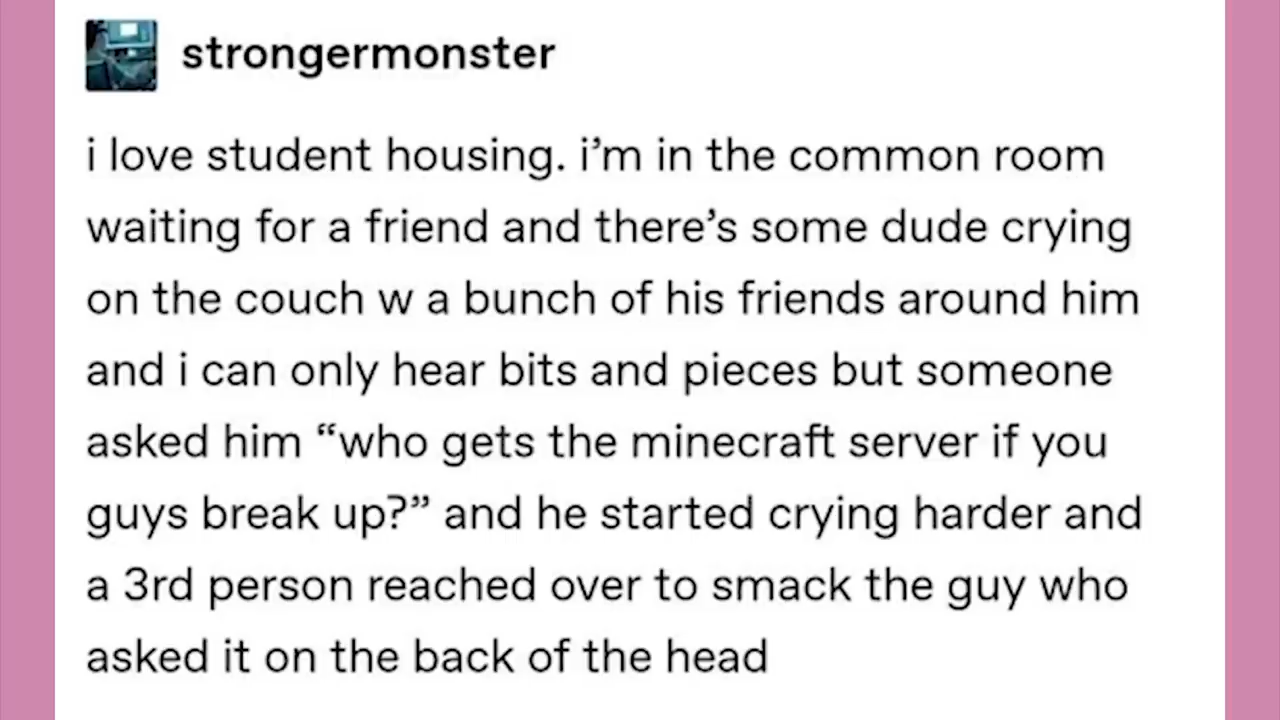 strongermonster
i love student housing. i’m in the common room
waiting for a friend and there’s some dude crying
on the couch w a bunch of his friends around him
and i can only hear bits and pieces but someone
asked him “who gets the minecraft server if you
guys break up?” and he started crying harder and
a 3rd person reached over to smack the guy who
asked it on the back of the head